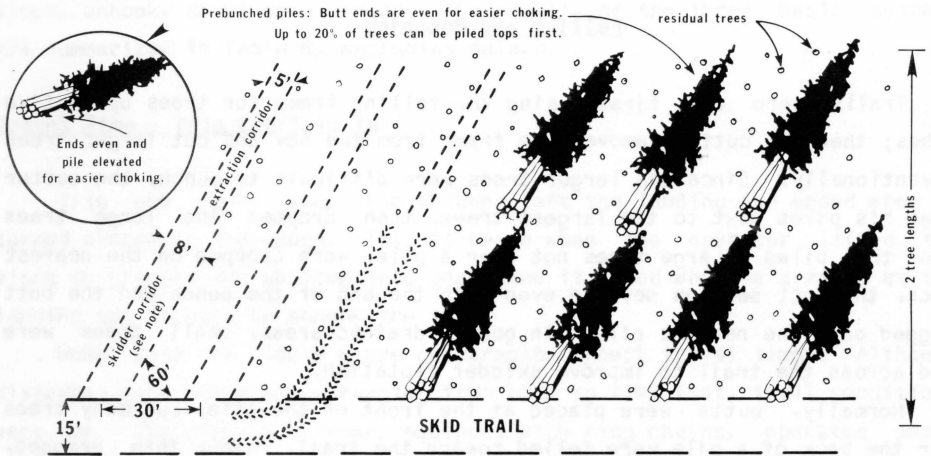 Prebunched piles: Butt ends are even for easier choking.
Up to 20% of trees can be piled tops first.
residual trees
Ends even and
pile elevated
for easier choking.
5'
extraction corridor
8'
skidder corridor
(see note)
60°
30'
15'
SKID TRAIL
2 tree lengths